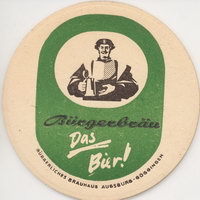 Bürgerbräu
Das
Bür!
BÜRGERLICHES BRAUHAUS AUGSBURG-GÖGGINGEN